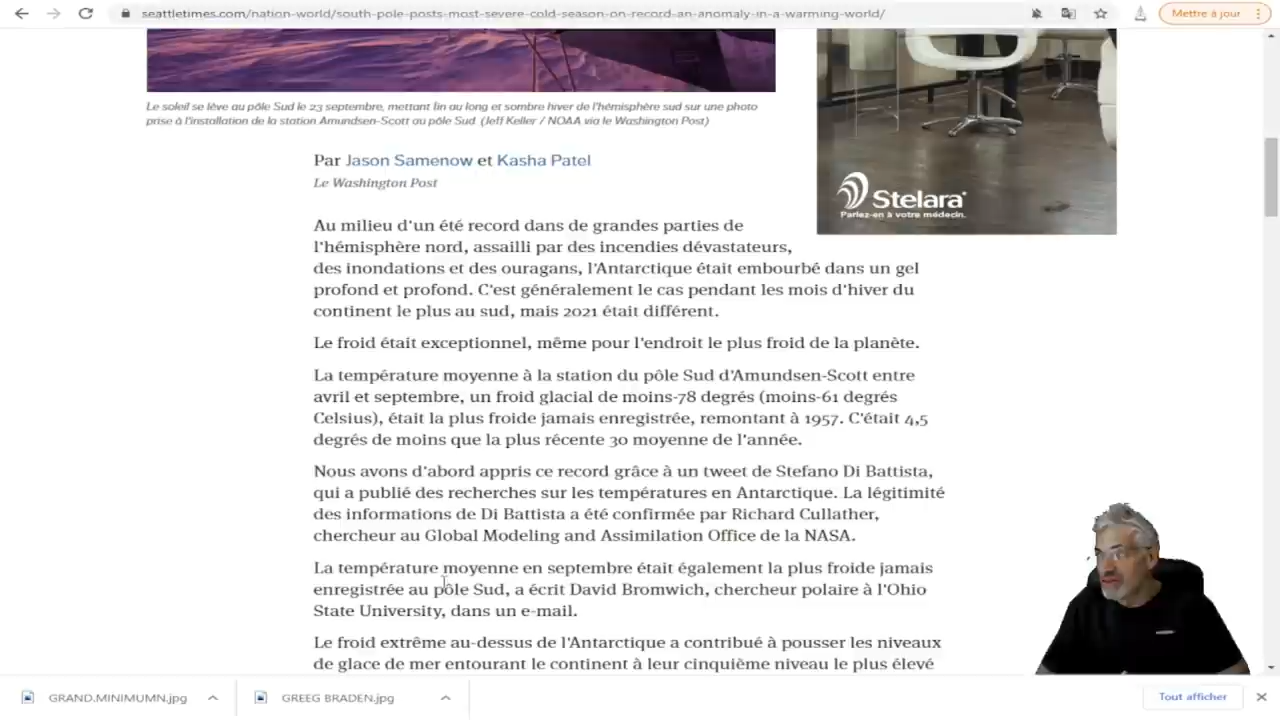 seattletimes.com/nation-world/south-pole-posts-most-severe-cold-season-on-record-an-anomaly-in-a-warming-world/
Mettre à jour
Le soleil se lève au pôle Sud le 23 septembre, mettant fin au long et sombre hiver de l'hémisphère sud sur une photo
prise à l'installation de la station Amundsen-Scott au pôle Sud (Jeff Keller / NOAA via le Washington Post)
Stelara
Parlez-en à votre médecin.
Par Jason Samenow et Kasha Patel
Le Washington Post
Au milieu d'un été record dans de grandes parties de
l'hémisphère nord, assailli par des incendies dévastateurs,
des inondations et des ouragans, l'Antarctique était embourbé dans un gel
profond et profond. C'est généralement le cas pendant les mois d'hiver du
continent le plus au sud, mais 2021 était différent.
Le froid était exceptionnel, même pour l'endroit le plus froid de la planète.
La température moyenne à la station du pôle Sud d'Amundsen-Scott entre
avril et septembre, un froid glacial de moins-78 degrés (moins-61 degrés
Celsius), était la plus froide jamais enregistrée, remontant à 1957. C'était 4,5
degrés de moins que la plus récente 30 moyenne de l'année.
Nous avons d'abord appris ce record grâce à un tweet de Stefano Di Battista,
qui a publié des recherches sur les températures en Antarctique. La légitimité
des informations de Di Battista a été confirmée par Richard Cullather,
chercheur au Global Modeling and Assimilation Office de la NASA.
La température moyenne en septembre était également la plus froide jamais
enregistrée au pôle Sud, a écrit David Bromwich, chercheur polaire à l'Ohio
State University, dans un e-mail.
Le froid extrême au-dessus de l'Antarctique a contribué à pousser les niveaux
de glace de mer entourant le continent à leur cinquième niveau le plus élevé
GRAND.MINIMUMN.jpg
GREEG BRADEN.jpg
Tout afficher